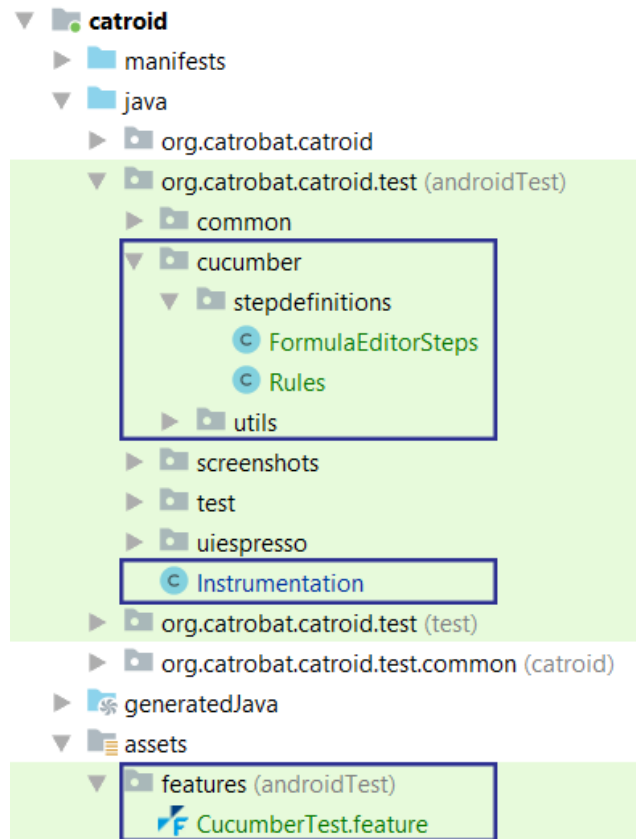 catroid
manifests
java
org.catrobat.catroid
org.catrobat.catroid.test (androidTest)
common
cucumber
stepdefinitions
FormulaEditorSteps
Rules
utils
screenshots
test
uiespresso
Instrumentation
org.catrobat.catroid.test (test)
org.catrobat.catroid.test.common (catroid)
generatedJava
assets
features (androidTest)
CucumberTest.feature